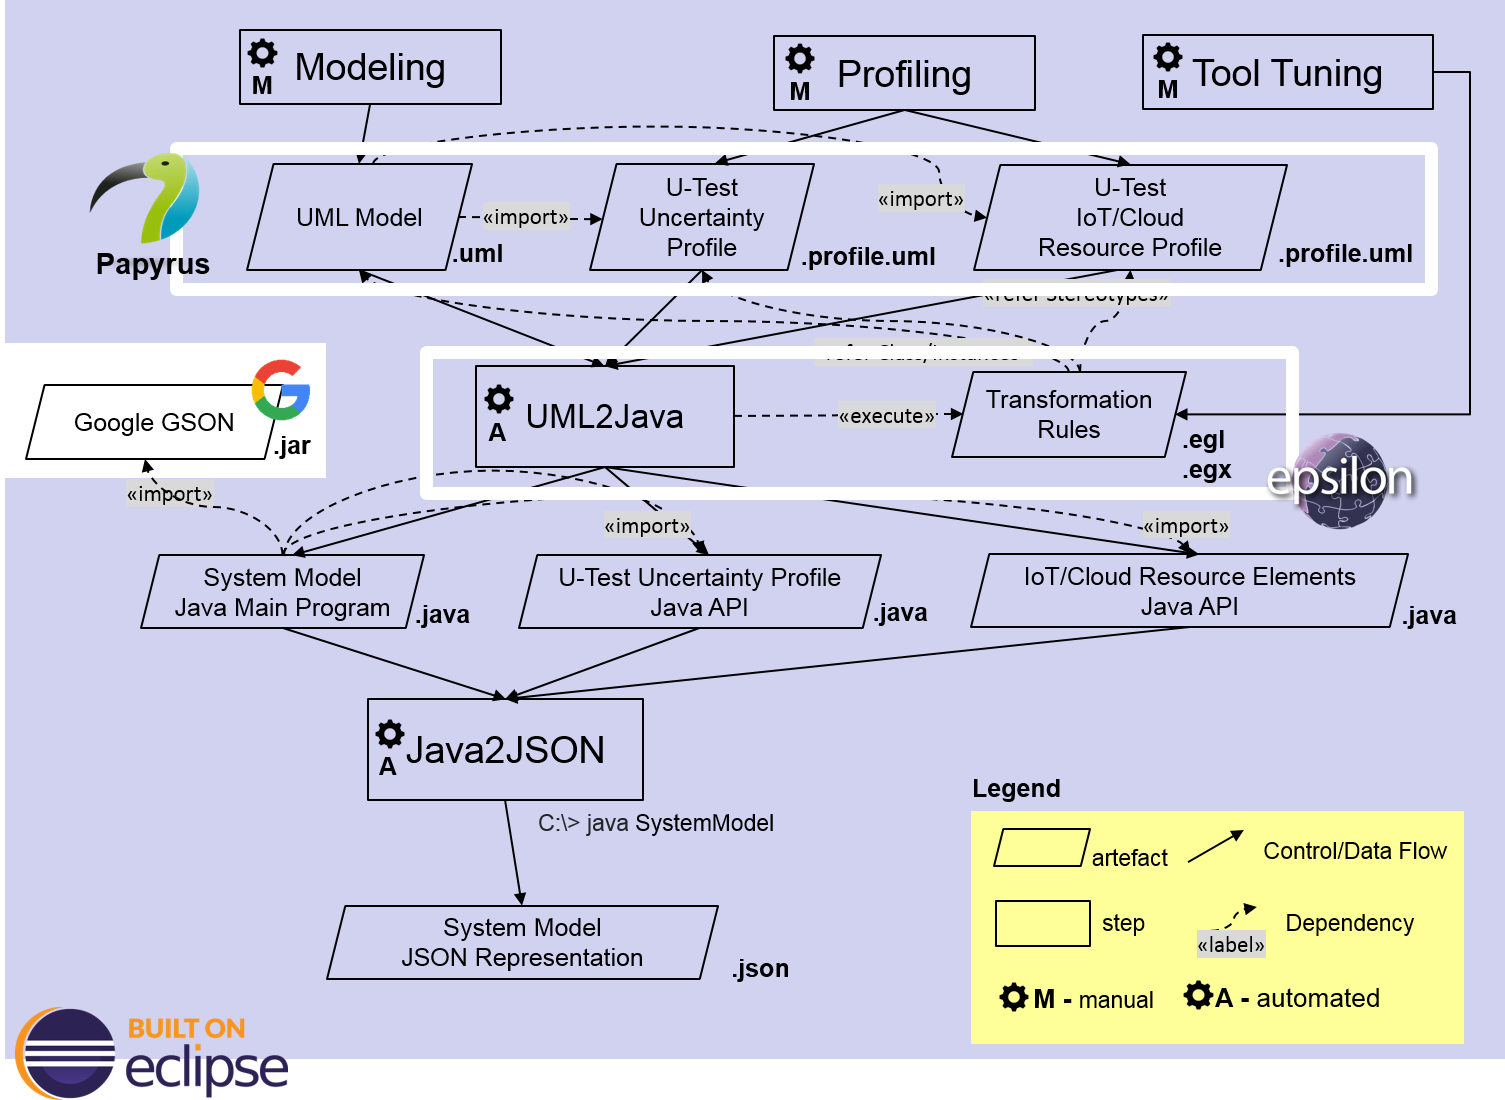 Modeling
M
Profiling
M
Tool Tuning
M
Papyrus
UML Model
.uml
«import»
U-Test
Uncertainty
Profile
.profile.uml
«import»
U-Test
IoT/Cloud
Resource Profile
.profile.uml
«refer stereotypes»
Google GSON
.jar
UML2Java
A
«execute»
Transformation
Rules
.egl
.egx
epsilon
«import»
«import»
«import»
System Model
Java Main Program
.java
U-Test Uncertainty Profile
Java API
.java
IoT/Cloud Resource Elements
Java API
.java
Java2JSON
A
C:\> java SystemModel
System Model
JSON Representation
.json
Legend
artefact
Control/Data Flow
step
«label»
Dependency
M - manual
A - automated
BUILT ON
eclipse